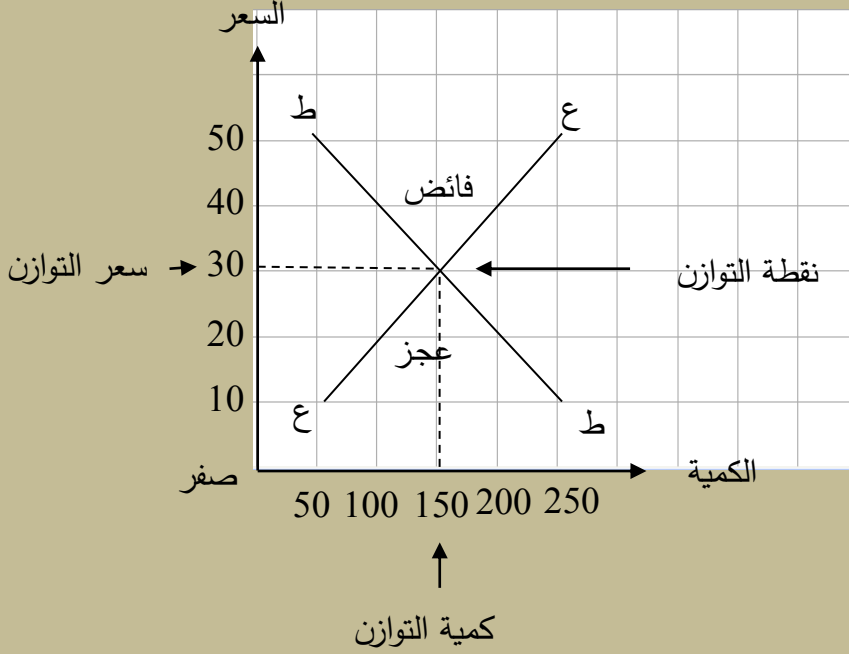 السعر
ط
ع
50
فائض
40
نقطة التوازن
30
سعر التوازن
20
عجز
10
ع
ط
الكمية
صفر
50 100 150 200 250
كمية التوازن